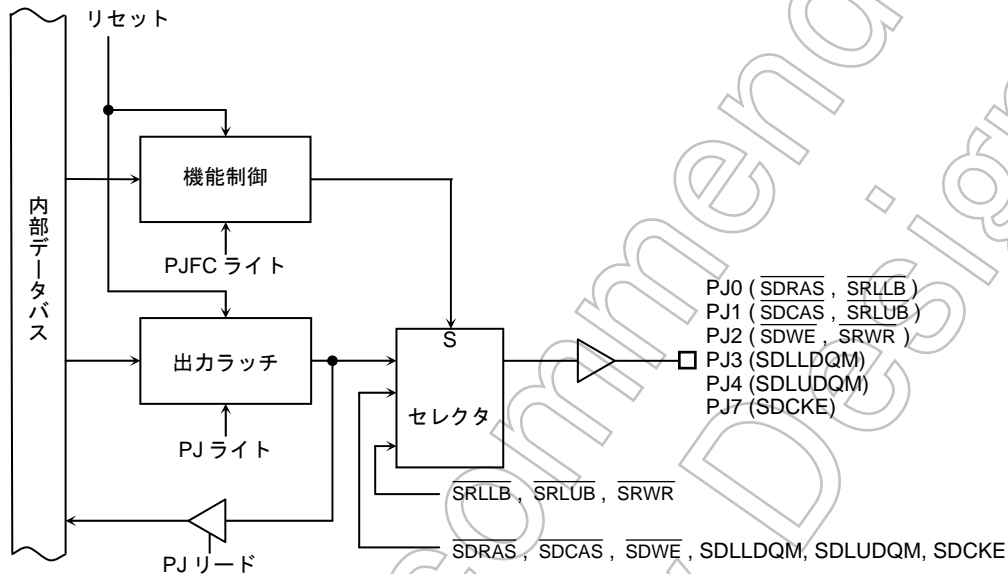 リセット
機能制御
PJFC ライト
内部データバス
出力ラッチ
PJ ライト
PJ リード
S
セレクタ
PJ0 ( SDRAS , SRLLB )
PJ1 ( SDCAS , SRLUB )
PJ2 ( SDWE , SRWR )
PJ3 (SDLLDQM)
PJ4 (SDLUDQM)
PJ7 (SDCKE)
SRLLB , SRLUB , SRWR
SDRAS , SDCAS , SDWE , SDLLDQM, SDLUDQM, SDCKE